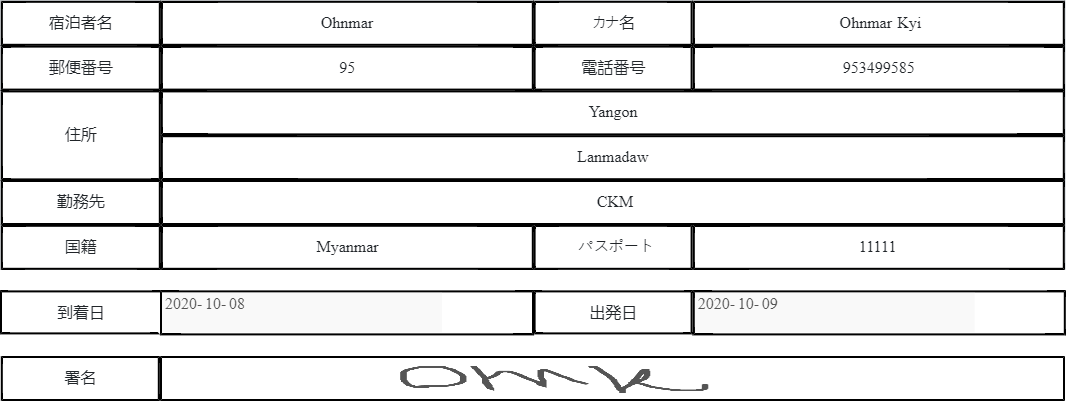 宿泊者名 Ohnmar カナ名 Ohnmar Kyi
郵便番号 95 電話番号 953499585
住所 Yangon
Lanmadaw
勤務先 CKM
国籍 Myanmar パスポート 11111
到着日 2020-10-08 出発日 2020-10-09
署名 Ohmk